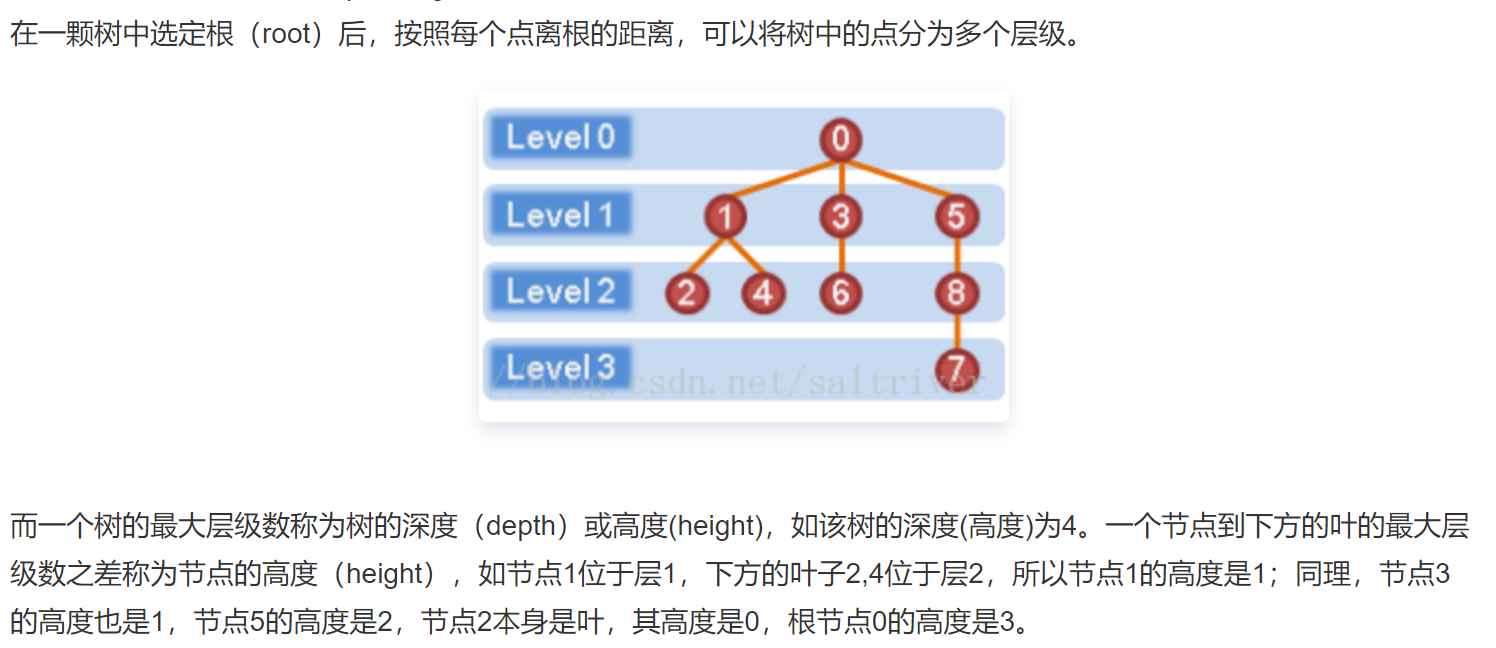 在一颗树中选定根（root）后，按照每个点离根的距离，可以将树中的点分为多个层级。
Level 0 0
Level 1 1 3 5
Level 2 2 4 6 8
Level 3 7
//blog.csdn.net/saltriver
而一个树的最大层级数称为树的深度（depth）或高度(height)，如该树的深度(高度)为4。一个节点到下方的叶的最大层
级数之差称为节点的高度（height），如节点1位于层1，下方的叶子2,4位于层2，所以节点1的高度是1；同理，节点3
的高度也是1，节点5的高度是2，节点2本身是叶，其高度是0，根节点0的高度是3。